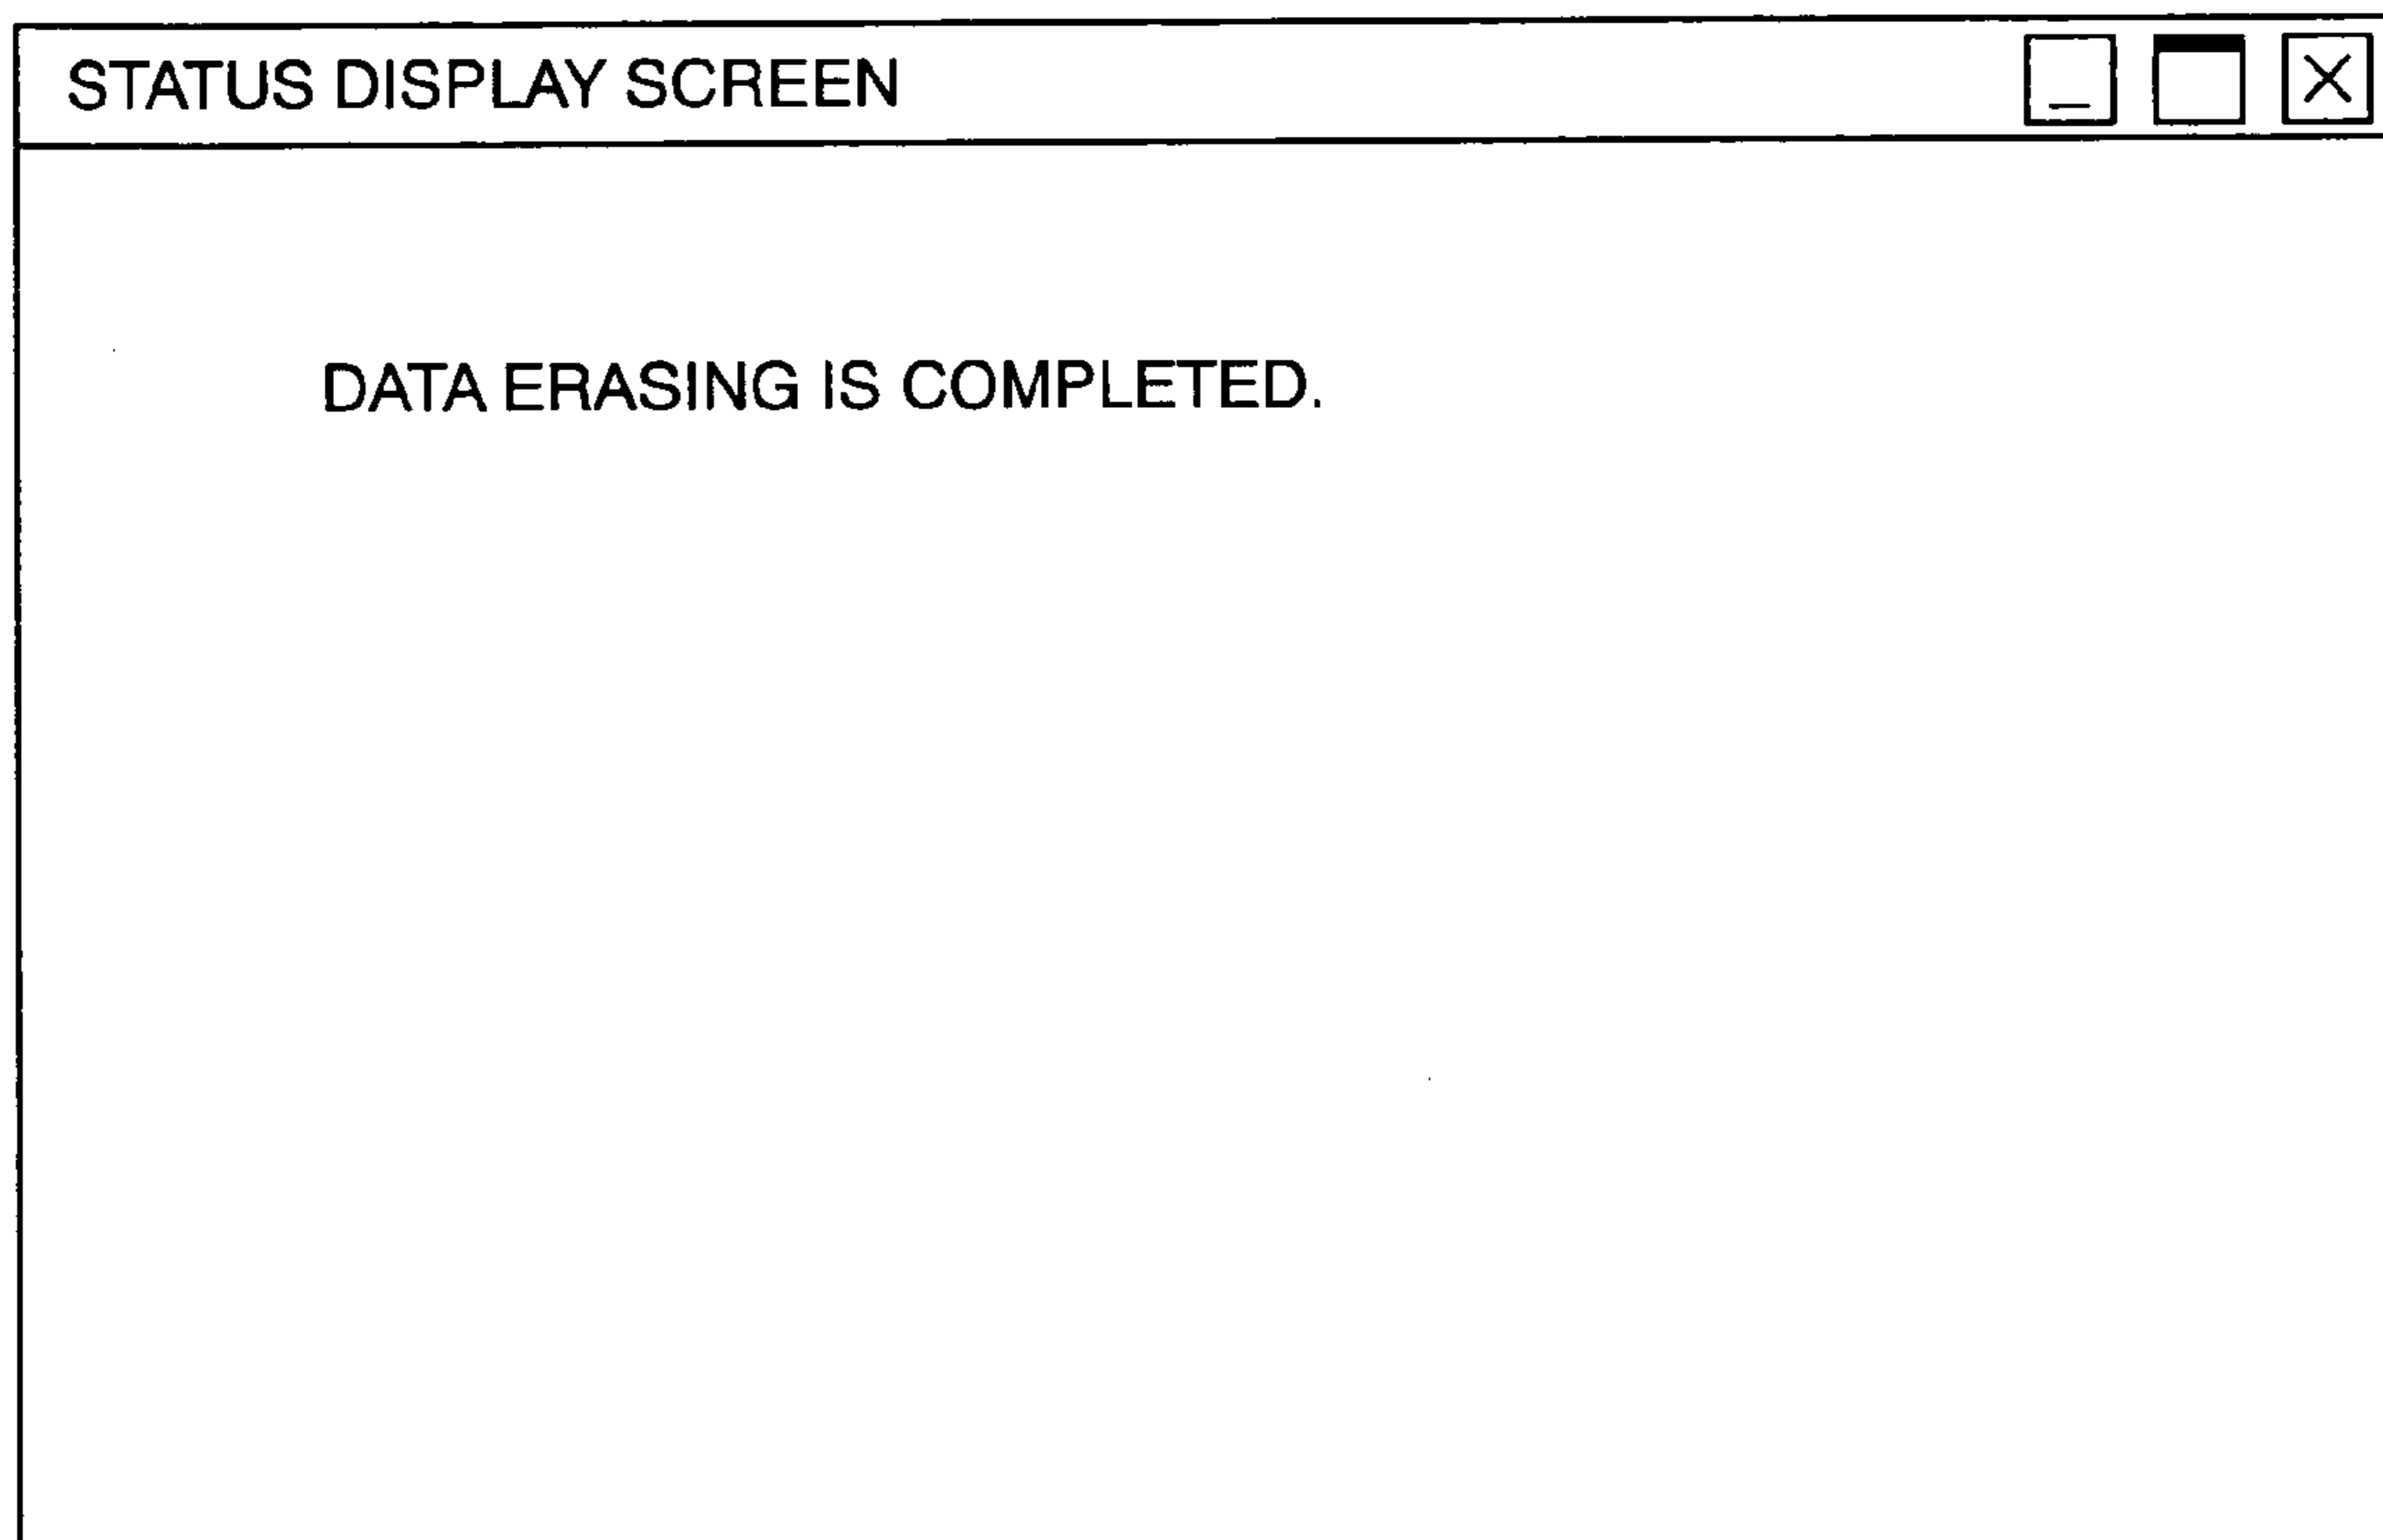 STATUS DISPLAY SCREEN
DATA ERASING IS COMPLETED.